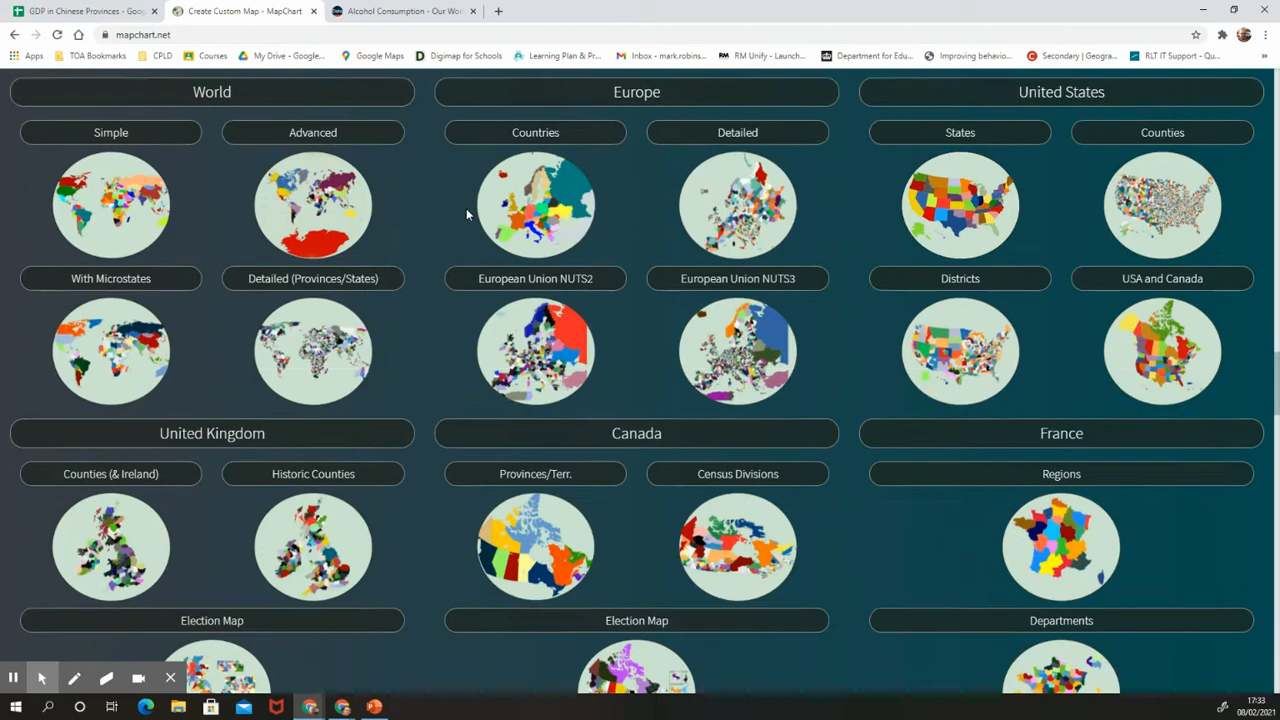 GDP in Chinese Provinces - Goog
Create Custom Map - MapChart
Alcohol Consumption - Our Worl
mapchart.net
Apps TOA Bookmarks CPLD Courses My Drive - Google... Google Maps Digimap for Schools Learning Plan & Pr... Inbox - mark.robins... RM Unify - Launch... Department for Edu... Improving behavio... Secondary | Geogra... RLT IT Support - Qu... »
World Europe United States
Simple Advanced Countries Detailed States Counties
With Microstates Detailed (Provinces/States) European Union NUTS2 European Union NUTS3 Districts USA and Canada
United Kingdom Canada France
Counties (& Ireland) Historic Counties Provinces/Terr. Census Divisions Regions
Election Map Election Map Departments
17:33
08/02/2021